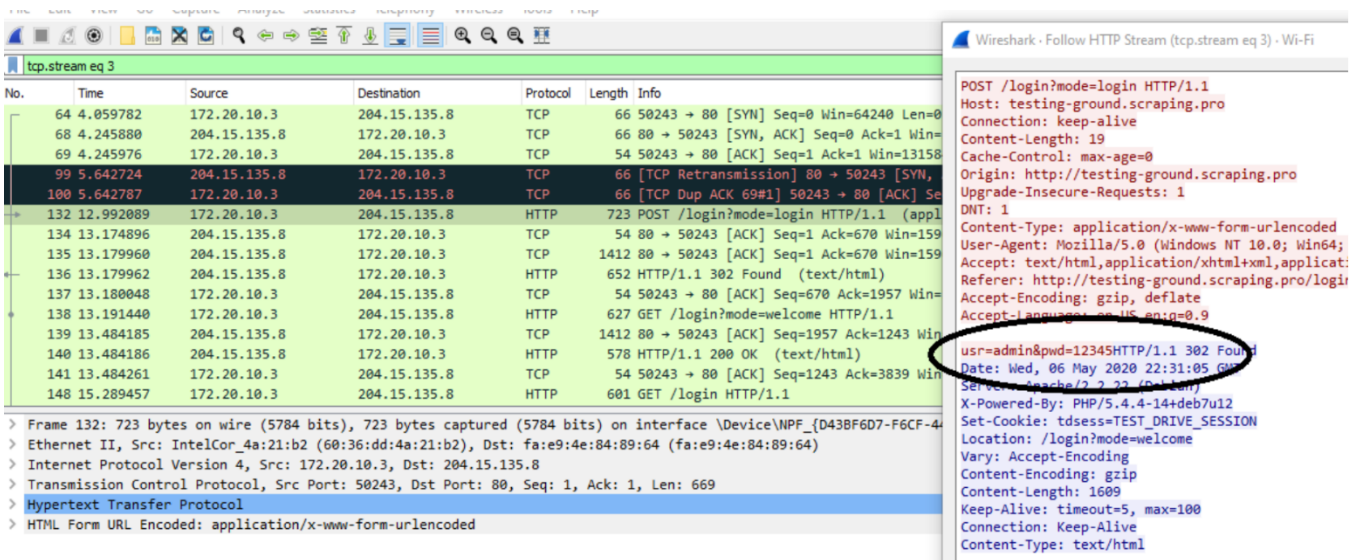 File Edit View Go Capture Analyze Statistics Telephony Wireless Tools Help
tcp.stream eq 3
No. Time Source Destination Protocol Length Info
64 4.059782 172.20.10.3 204.15.135.8 TCP 66 50243 → 80 [SYN] Seq=0 Win=64240 Len=0
68 4.245880 172.20.10.3 204.15.135.8 TCP 66 80 → 50243 [SYN, ACK] Seq=0 Ack=1 Win=
69 4.245976 172.20.10.3 204.15.135.8 TCP 54 50243 → 80 [ACK] Seq=1 Ack=1 Win=13158
99 5.642724 204.15.135.8 172.20.10.3 TCP 66 [TCP Retransmission] 80 → 50243 [SYN,
100 5.642787 172.20.10.3 204.15.135.8 TCP 66 [TCP Dup ACK 69#1] 50243 → 80 [ACK] Se
132 12.992089 172.20.10.3 204.15.135.8 HTTP 723 POST /login?mode=login HTTP/1.1 (appl
134 13.174896 204.15.135.8 172.20.10.3 TCP 54 80 → 50243 [ACK] Seq=1 Ack=670 Win=159
135 13.179960 204.15.135.8 172.20.10.3 TCP 1412 80 → 50243 [ACK] Seq=1 Ack=670 Win=159
136 13.179962 204.15.135.8 172.20.10.3 HTTP 652 HTTP/1.1 302 Found (text/html)
137 13.180048 172.20.10.3 204.15.135.8 TCP 54 50243 → 80 [ACK] Seq=670 Ack=1957 Win=
138 13.191440 172.20.10.3 204.15.135.8 HTTP 627 GET /login?mode=welcome HTTP/1.1
139 13.484185 204.15.135.8 172.20.10.3 TCP 1412 80 → 50243 [ACK] Seq=1957 Ack=1243 Win
140 13.484186 204.15.135.8 172.20.10.3 HTTP 578 HTTP/1.1 200 OK (text/html)
141 13.484261 172.20.10.3 204.15.135.8 TCP 54 50243 → 80 [ACK] Seq=1243 Ack=3839 Win
148 15.289457 172.20.10.3 204.15.135.8 HTTP 601 GET /login HTTP/1.1
> Frame 132: 723 bytes on wire (5784 bits), 723 bytes captured (5784 bits) on interface \Device\NPF_{D43BF6D7-F6CF-44
> Ethernet II, Src: IntelCor_4a:21:b2 (60:36:dd:4a:21:b2), Dst: fa:e9:4e:84:89:64 (fa:e9:4e:84:89:64)
> Internet Protocol Version 4, Src: 172.20.10.3, Dst: 204.15.135.8
> Transmission Control Protocol, Src Port: 50243, Dst Port: 80, Seq: 1, Ack: 1, Len: 669
> Hypertext Transfer Protocol
> HTML Form URL Encoded: application/x-www-form-urlencoded
Wireshark · Follow HTTP Stream (tcp.stream eq 3) · Wi-Fi
POST /login?mode=login HTTP/1.1
Host: testing-ground.scraping.pro
Connection: keep-alive
Content-Length: 19
Cache-Control: max-age=0
Origin: http://testing-ground.scraping.pro
Upgrade-Insecure-Requests: 1
DNT: 1
Content-Type: application/x-www-form-urlencoded
User-Agent: Mozilla/5.0 (Windows NT 10.0; Win64;
Accept: text/html,application/xhtml+xml,applicati
Referer: http://testing-ground.scraping.pro/login
Accept-Encoding: gzip, deflate
Accept-Language: en-US,en;q=0.9
usr=admin&pwd=12345HTTP/1.1 302 Found
Date: Wed, 06 May 2020 22:31:05 GMT
Server: Apache/2.2.22 (Debian)
X-Powered-By: PHP/5.4.4-14+deb7u12
Set-Cookie: tdsess=TEST_DRIVE_SESSION
Location: /login?mode=welcome
Vary: Accept-Encoding
Content-Encoding: gzip
Content-Length: 1609
Keep-Alive: timeout=5, max=100
Connection: Keep-Alive
Content-Type: text/html